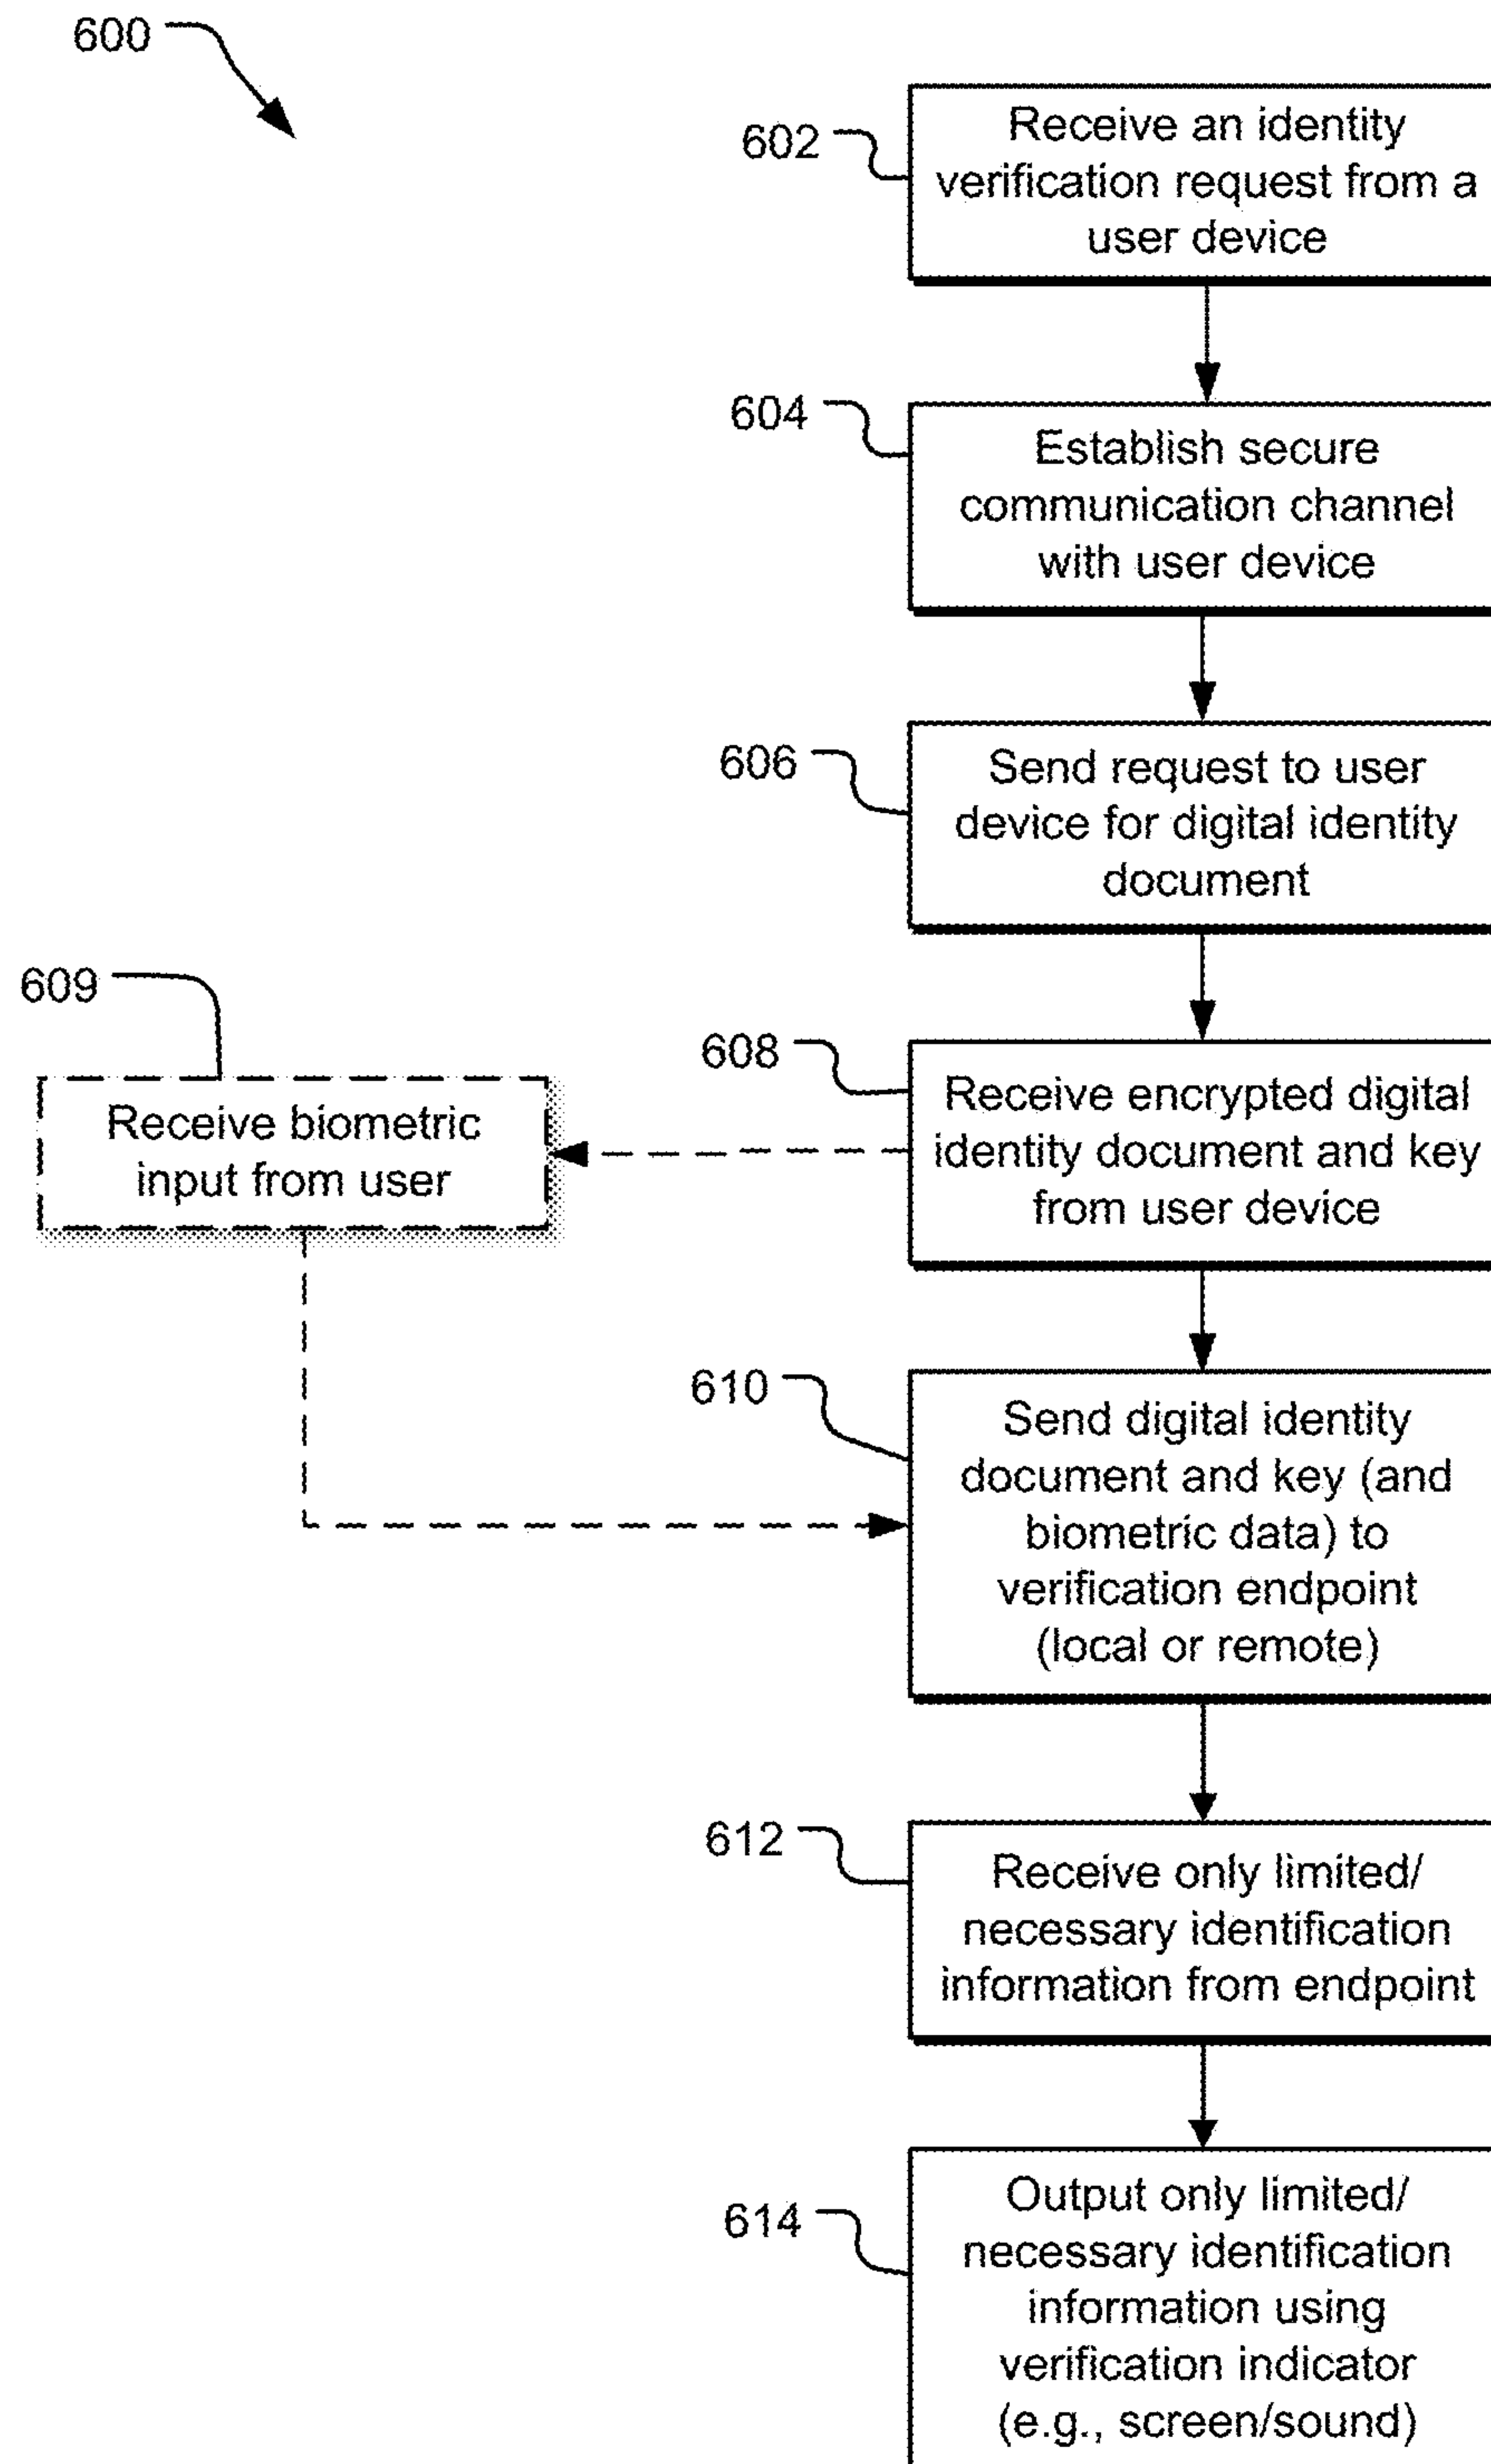 600
602
Receive an identity
verification request from a
user device
604
Establish secure
communication channel
with user device
606
Send request to user
device for digital identity
document
609
Receive biometric
input from user
608
Receive encrypted digital
identity document and key
from user device
610
Send digital identity
document and key (and
biometric data) to
verification endpoint
(local or remote)
612
Receive only limited/
necessary identification
information from endpoint
614
Output only limited/
necessary identification
information using
verification indicator
(e.g., screen/sound)